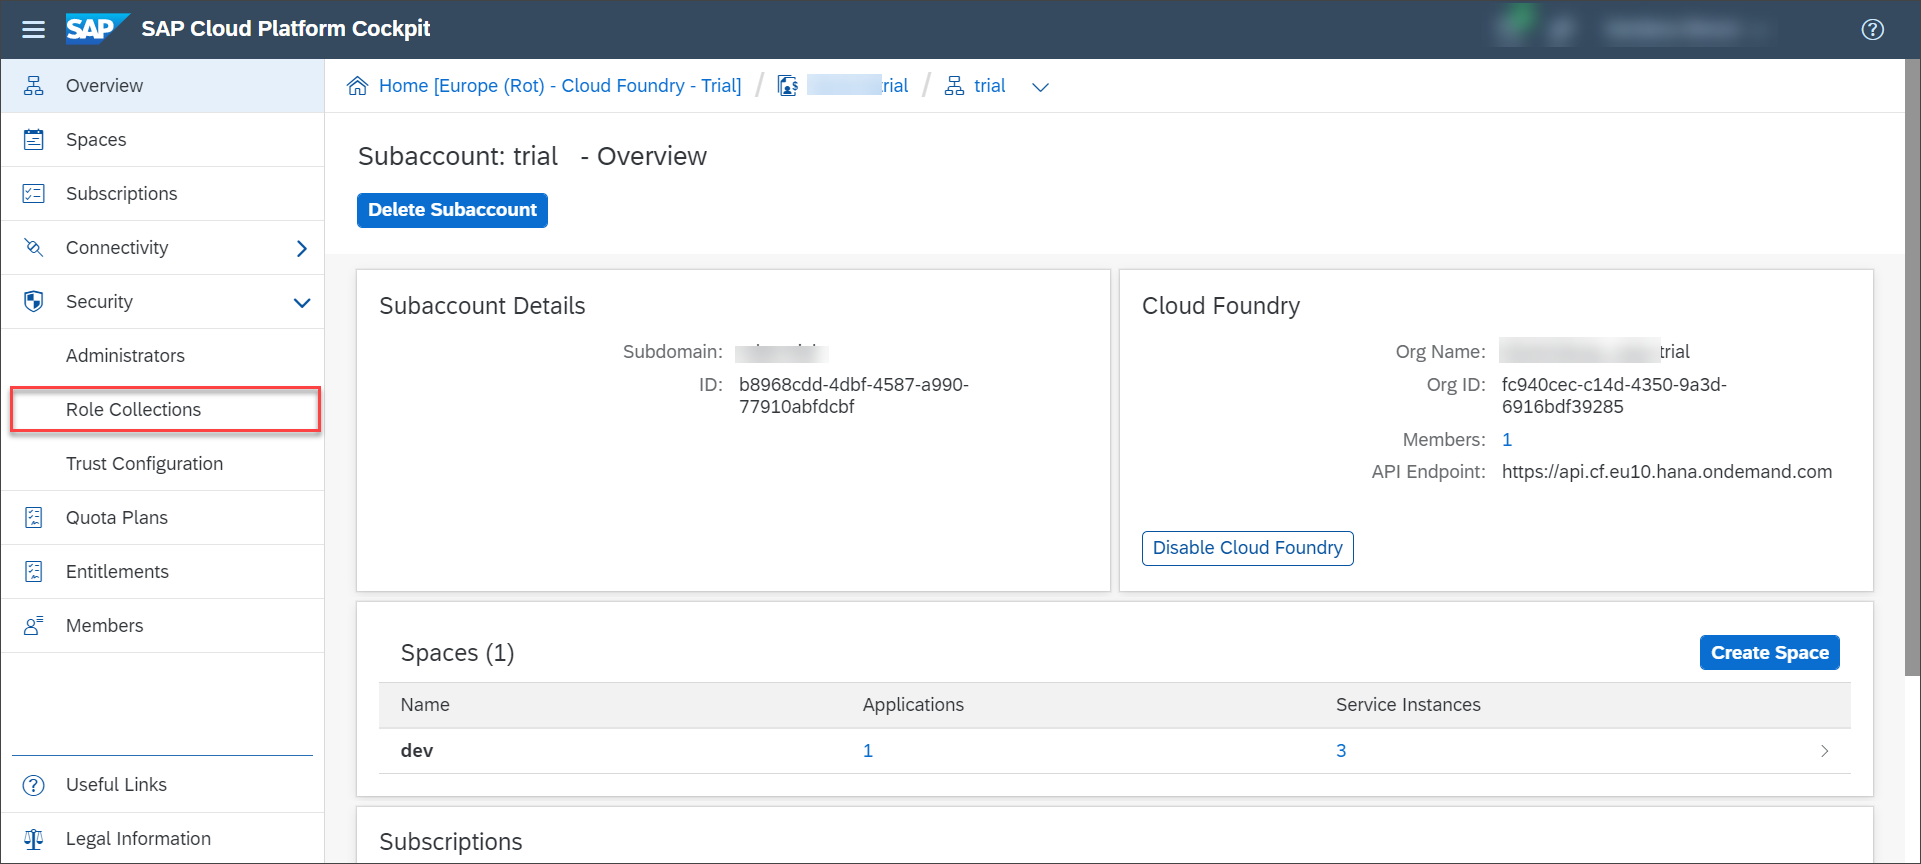 SAP SAP Cloud Platform Cockpit
Overview
Spaces
Subscriptions
Connectivity
Security
Administrators
Role Collections
Trust Configuration
Quota Plans
Entitlements
Members
Useful Links
Legal Information
Home [Europe (Rot) - Cloud Foundry - Trial] / rial / trial
Subaccount: trial - Overview
Delete Subaccount
Subaccount Details
Subdomain:
ID: b8968cdd-4dbf-4587-a990-
77910abfdcbf
Cloud Foundry
Org Name: trial
Org ID: fc940cec-c14d-4350-9a3d-
6916bdf39285
Members: 1
API Endpoint: https://api.cf.eu10.hana.ondemand.com
Disable Cloud Foundry
Spaces (1)
Create Space
Name Applications Service Instances
dev 1 3
Subscriptions